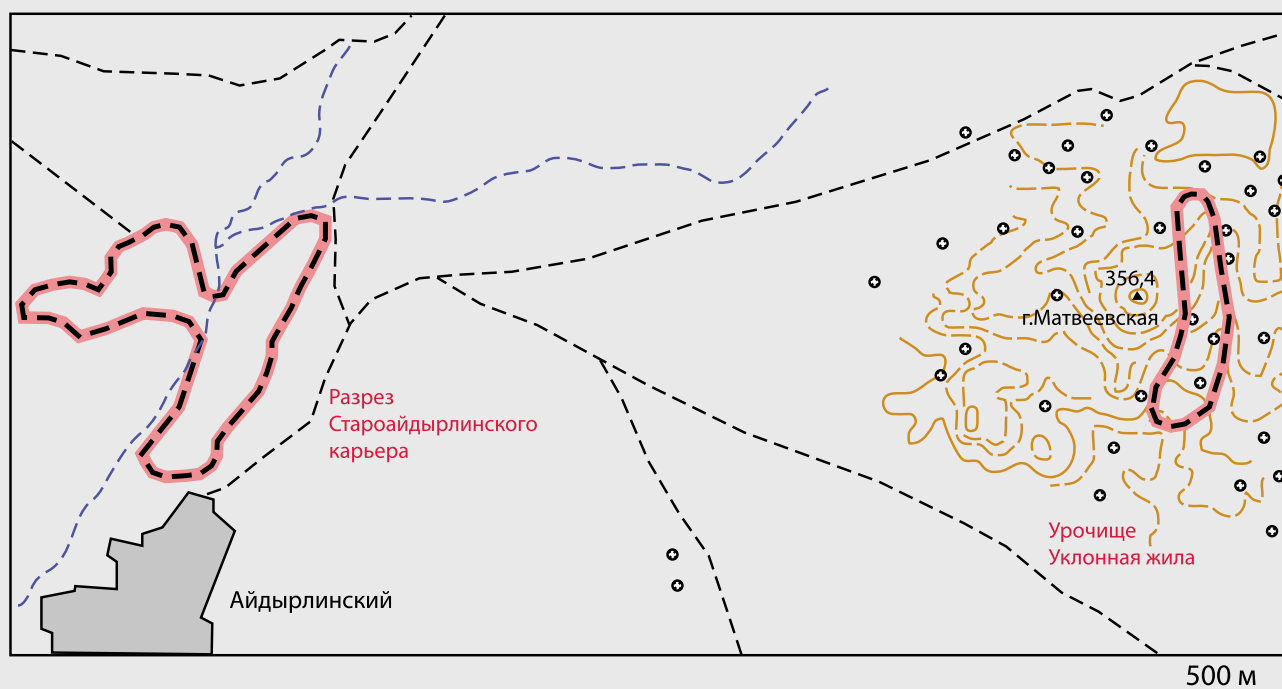 356,4
г.Матвеевская
Разрез
Староайдырлинского
карьера
Урочище
Уклонная жила
Айдырлинский
500 м